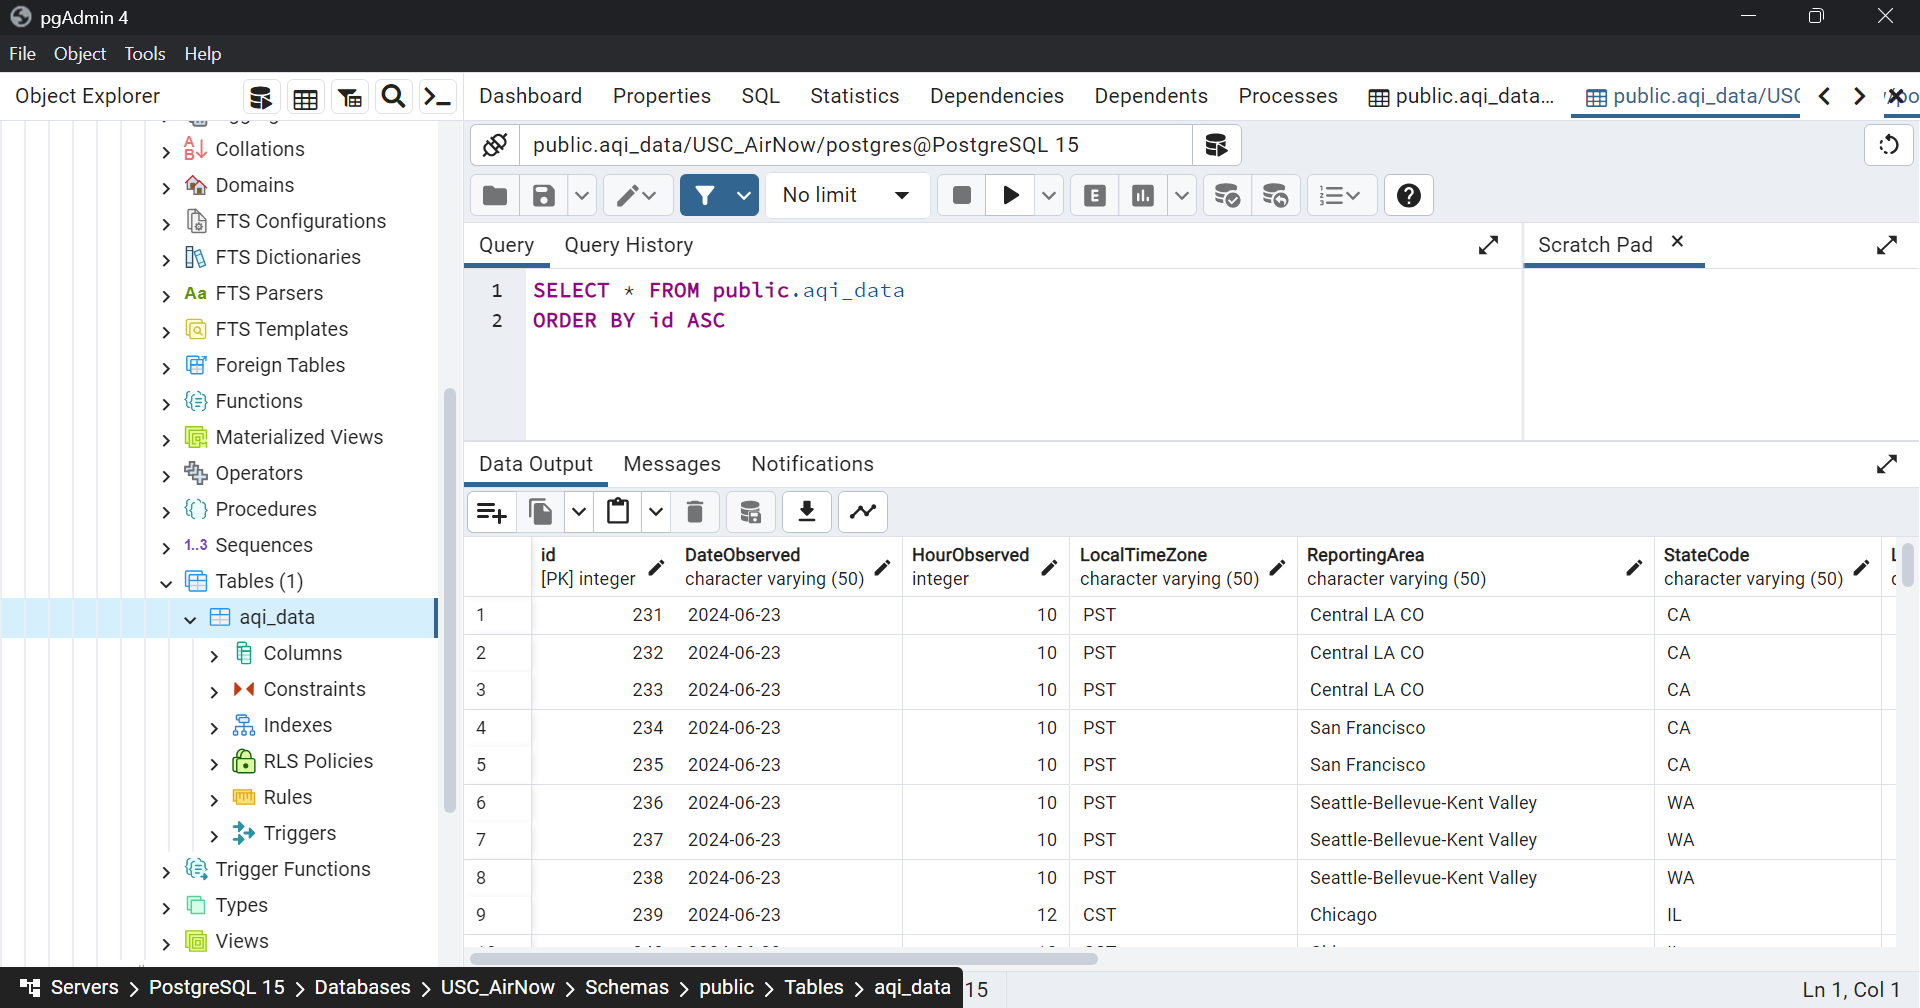 pgAdmin 4
File Object Tools Help
Object Explorer
Dashboard Properties SQL Statistics Dependencies Dependents Processes public.aqi_data... public.aqi_data/USC
Collations
Domains
FTS Configurations
FTS Dictionaries
Aa FTS Parsers
FTS Templates
Foreign Tables
Functions
Materialized Views
Operators
Procedures
1..3 Sequences
Tables (1)
aqi_data
Columns
Constraints
Indexes
RLS Policies
Rules
Triggers
Trigger Functions
Types
Views
public.aqi_data/USC_AirNow/postgres@PostgreSQL 15
No limit
E
Query Query History
Scratch Pad
1 SELECT * FROM public.aqi_data
2 ORDER BY id ASC
Data Output Messages Notifications
id DateObserved HourObserved LocalTimeZone ReportingArea StateCode
[PK] integer character varying (50) integer character varying (50) character varying (50) character varying (50)
1 231 2024-06-23 10 PST Central LA CO CA
2 232 2024-06-23 10 PST Central LA CO CA
3 233 2024-06-23 10 PST Central LA CO CA
4 234 2024-06-23 10 PST San Francisco CA
5 235 2024-06-23 10 PST San Francisco CA
6 236 2024-06-23 10 PST Seattle-Bellevue-Kent Valley WA
7 237 2024-06-23 10 PST Seattle-Bellevue-Kent Valley WA
8 238 2024-06-23 10 PST Seattle-Bellevue-Kent Valley WA
9 239 2024-06-23 12 CST Chicago IL
Servers > PostgreSQL 15 > Databases > USC_AirNow > Schemas > public > Tables > aqi_data 15
Ln 1, Col 1